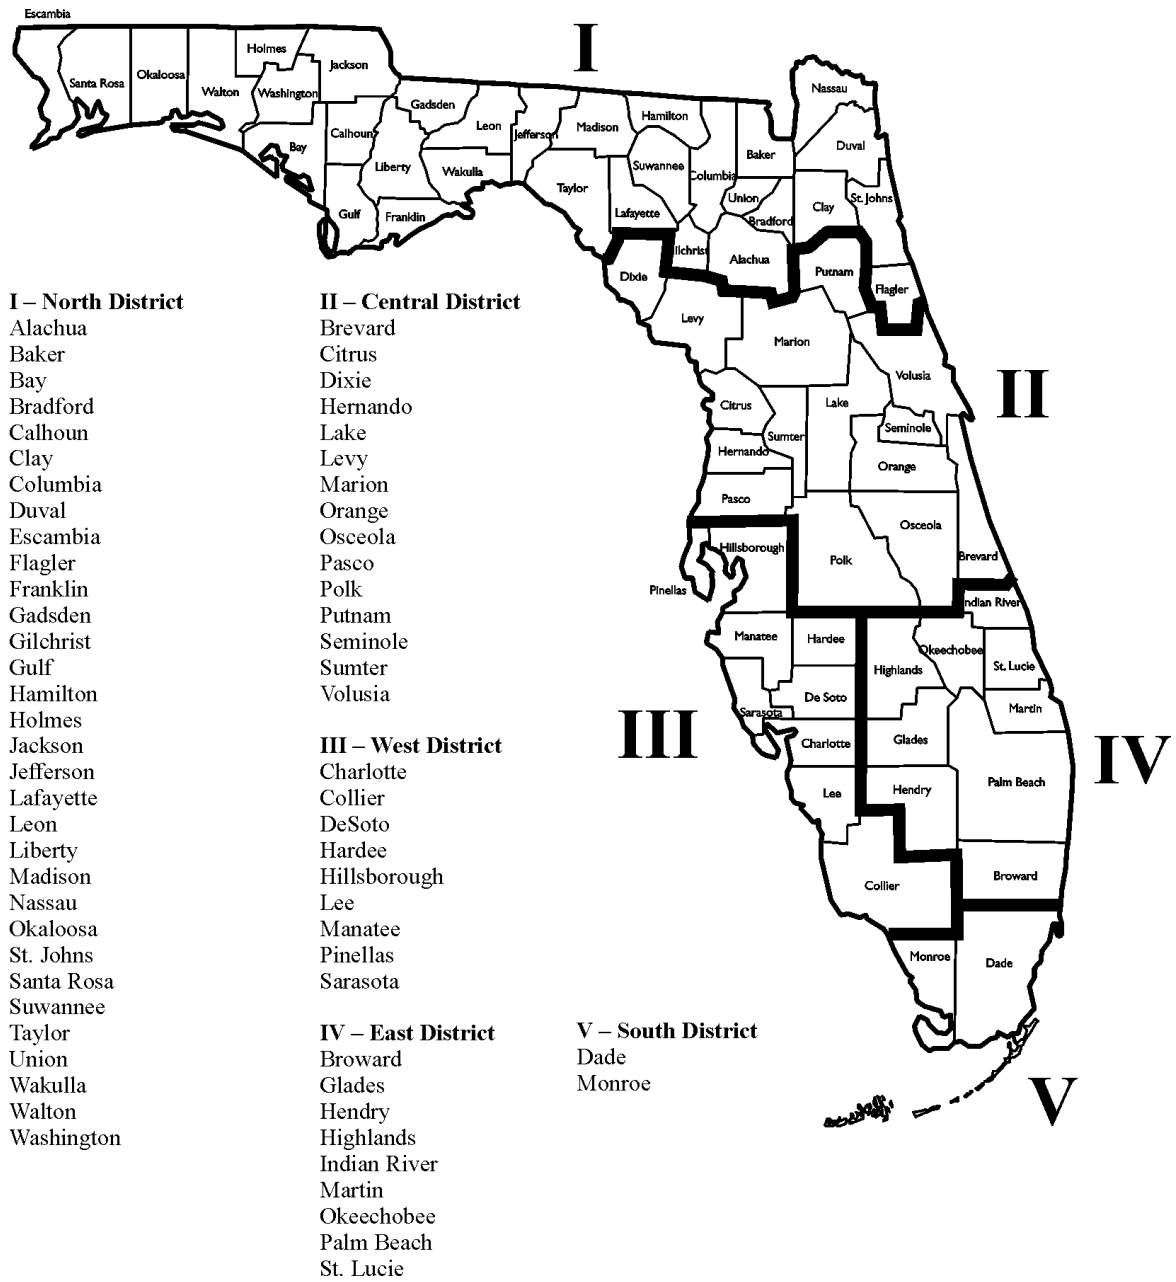 Escambia
Santa Rosa
Okaloosa
Walton
Holmes
Washington
Jackson
Bay
Calhoun
Gulf
Liberty
Franklin
Gadsden
Leon
Wakulla
Jefferson
Madison
Taylor
Hamilton
Suwannee
Lafayette
Columbia
Baker
Union
Bradford
Nassau
Duval
Clay
St. Johns
ilchrist
Alachua
Putnam
Flagler
Dixie
Levy
Marion
Volusia
Citrus
Lake
Sumter
Seminole
Hernando
Orange
Pasco
Osceola
Hillsborough
Polk
Brevard
Pinellas
ndian River
Manatee
Hardee
Okeechobee
Highlands
St. Lucie
De Soto
Sarasota
Martin
Charlotte
Glades
Lee
Hendry
Palm Beach
Collier
Broward
Monroe
Dade
I
II
III
IV
V
I – North District
Alachua
Baker
Bay
Bradford
Calhoun
Clay
Columbia
Duval
Escambia
Flagler
Franklin
Gadsden
Gilchrist
Gulf
Hamilton
Holmes
Jackson
Jefferson
Lafayette
Leon
Liberty
Madison
Nassau
Okaloosa
St. Johns
Santa Rosa
Suwannee
Taylor
Union
Wakulla
Walton
Washington
II – Central District
Brevard
Citrus
Dixie
Hernando
Lake
Levy
Marion
Orange
Osceola
Pasco
Polk
Putnam
Seminole
Sumter
Volusia
III – West District
Charlotte
Collier
DeSoto
Hardee
Hillsborough
Lee
Manatee
Pinellas
Sarasota
IV – East District
Broward
Glades
Hendry
Highlands
Indian River
Martin
Okeechobee
Palm Beach
St. Lucie
V – South District
Dade
Monroe